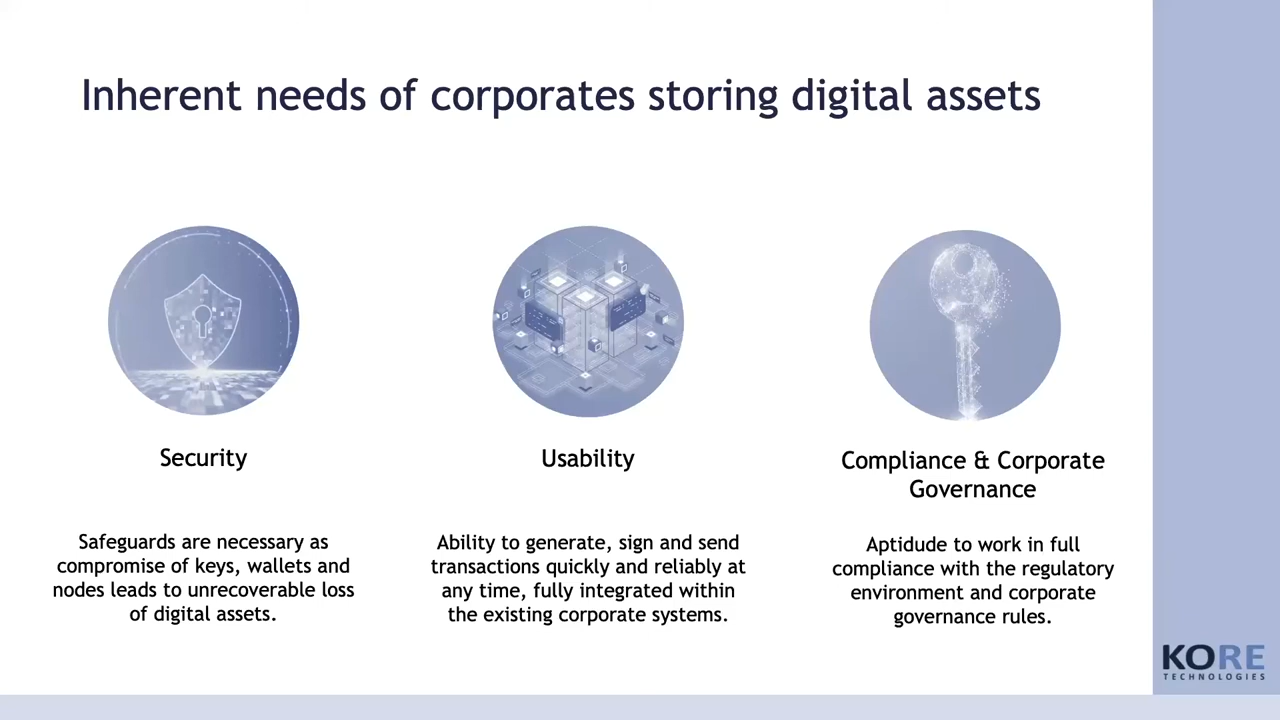 Inherent needs of corporates storing digital assets
Security
Safeguards are necessary as
compromise of keys, wallets and
nodes leads to unrecoverable loss
of digital assets.
Usability
Ability to generate, sign and send
transactions quickly and reliably at
any time, fully integrated within
the existing corporate systems.
Compliance & Corporate
Governance
Aptidude to work in full
compliance with the regulatory
environment and corporate
governance rules.
KORE
TECHNOLOGIES